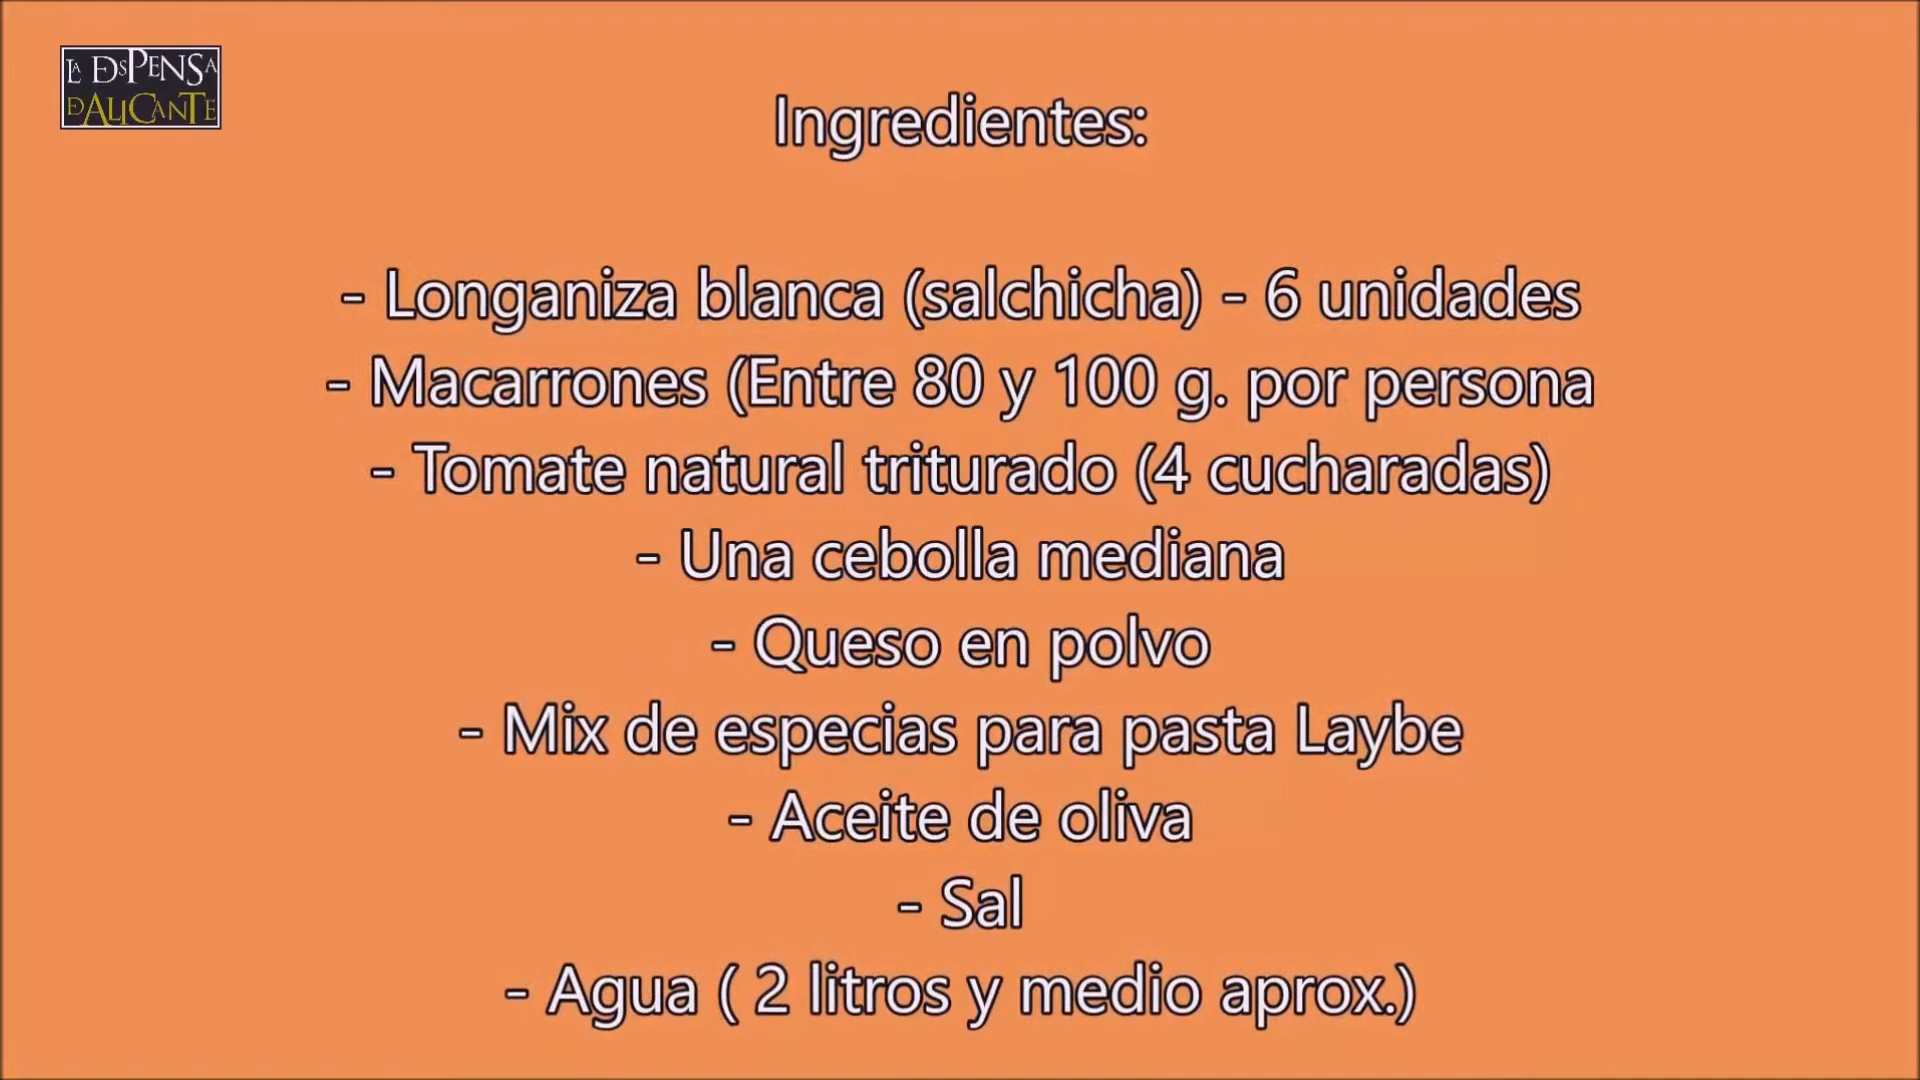 LA DESPENSA
DE ALICANTE
Ingredientes:
- Longaniza blanca (salchicha) - 6 unidades
- Macarrones (Entre 80 y 100 g. por persona
- Tomate natural triturado (4 cucharadas)
- Una cebolla mediana
- Queso en polvo
- Mix de especias para pasta Laybe
- Aceite de oliva
- Sal
- Agua ( 2 litros y medio aprox.)